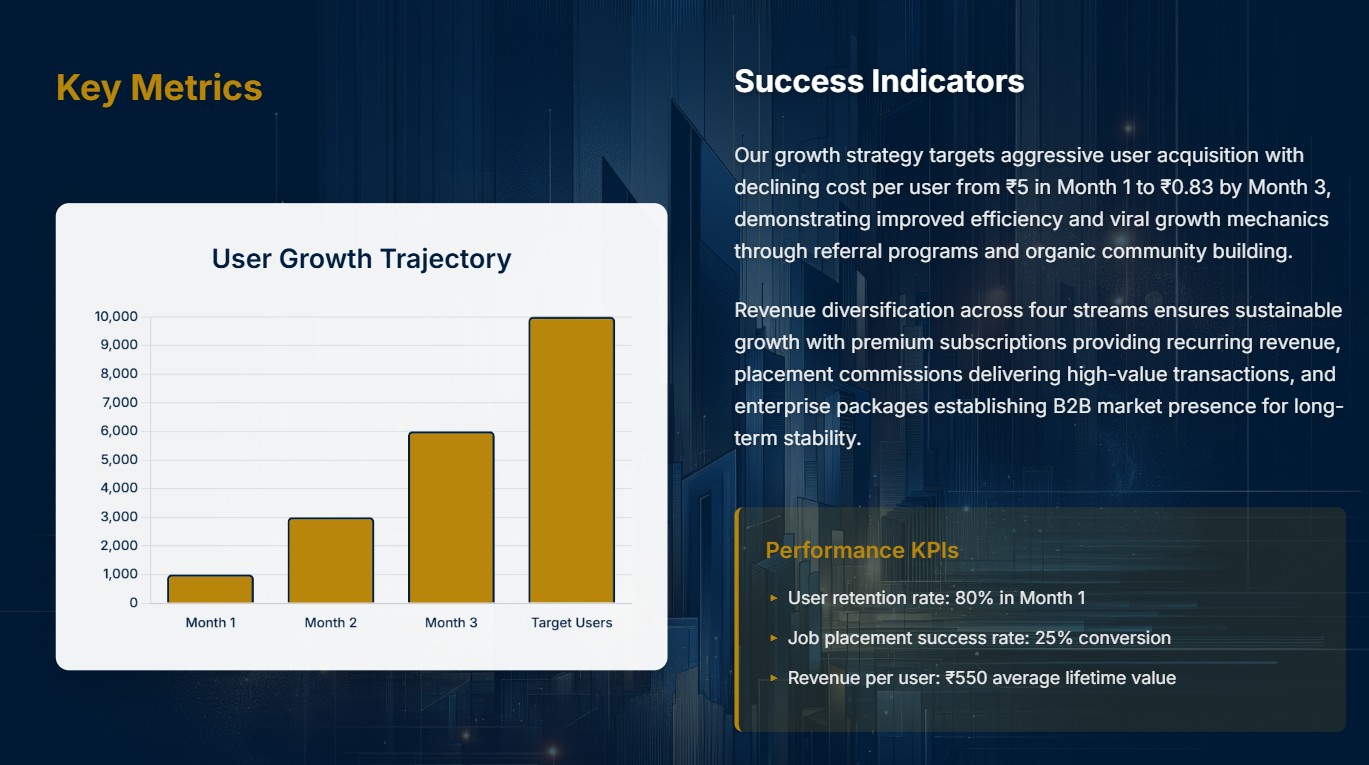 Key Metrics
User Growth Trajectory
10,000
9,000
8,000
7,000
6,000
5,000
4,000
3,000
2,000
1,000
0
Month 1
Month 2
Month 3
Target Users
Success Indicators
Our growth strategy targets aggressive user acquisition with
declining cost per user from ₹5 in Month 1 to ₹0.83 by Month 3,
demonstrating improved efficiency and viral growth mechanics
through referral programs and organic community building.
Revenue diversification across four streams ensures sustainable
growth with premium subscriptions providing recurring revenue,
placement commissions delivering high-value transactions, and
enterprise packages establishing B2B market presence for long-
term stability.
Performance KPIs
▸ User retention rate: 80% in Month 1
▸ Job placement success rate: 25% conversion
▸ Revenue per user: ₹550 average lifetime value